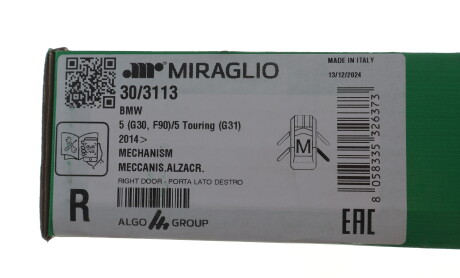 MIRAGLIO
MADE IN ITALY
13/12/2024
30/3113
BMW
5 (G30, F90)/5 Touring (G31)
2014>
MECHANISM
MECCANIS.ALZACR.
RIGHT DOOR - PORTA LATO DESTRO
M
8 058335 326373
R
ALGO GROUP
EAC